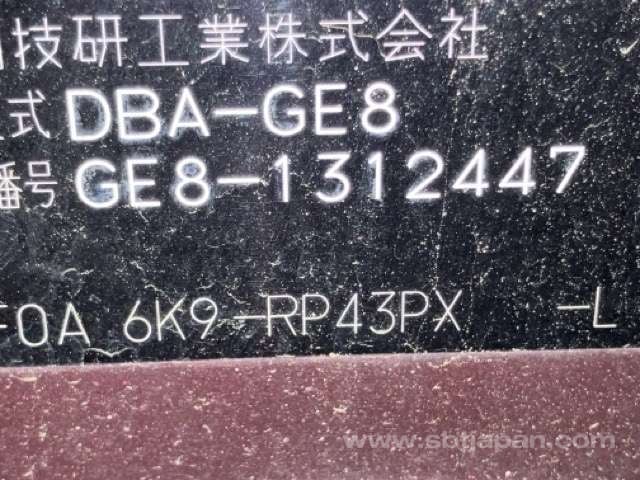 技研工業株式会社
式 DBA-GE8
番号 GE8-1312447
F0A 6K9-RP43PX -L
www.sbtjapan.com